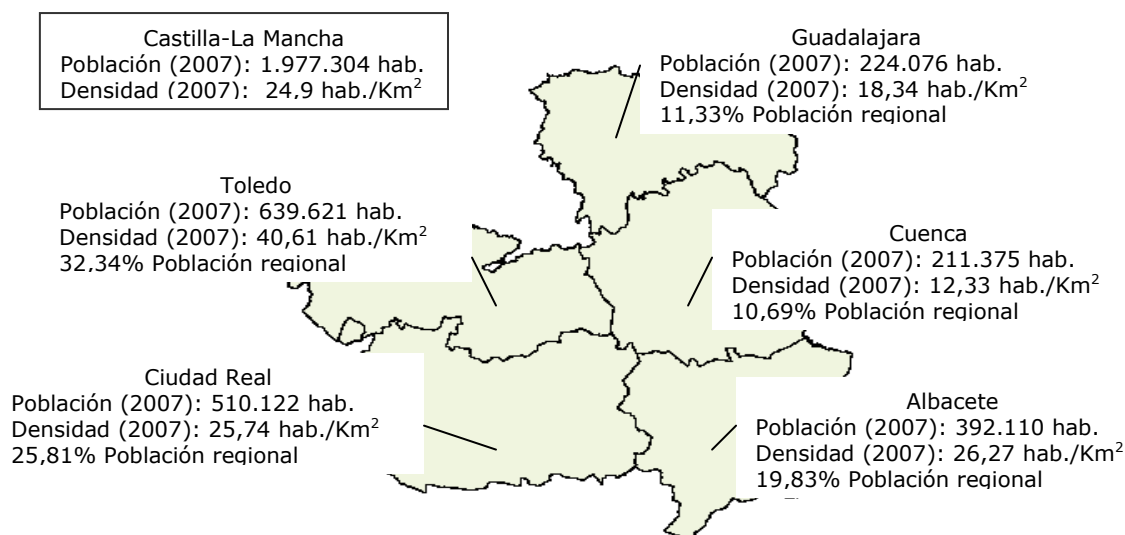 Castilla-La Mancha
Población (2007): 1.977.304 hab.
Densidad (2007): 24,9 hab./Km²
Guadalajara
Población (2007): 224.076 hab.
Densidad (2007): 18,34 hab./Km²
11,33% Población regional
Toledo
Población (2007): 639.621 hab.
Densidad (2007): 40,61 hab./Km²
32,34% Población regional
Cuenca
Población (2007): 211.375 hab.
Densidad (2007): 12,33 hab./Km²
10,69% Población regional
Ciudad Real
Población (2007): 510.122 hab.
Densidad (2007): 25,74 hab./Km²
25,81% Población regional
Albacete
Población (2007): 392.110 hab.
Densidad (2007): 26,27 hab./Km²
19,83% Población regional